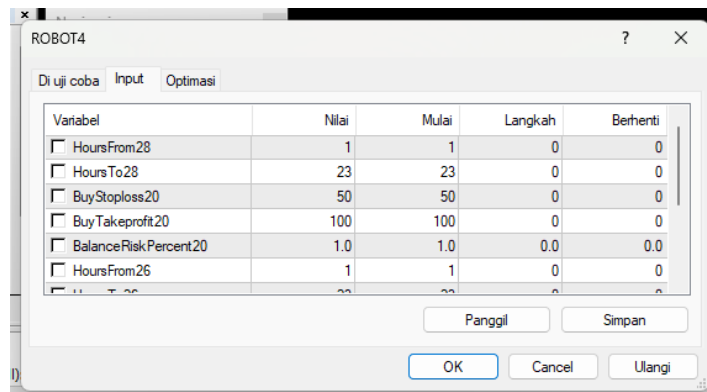 ROBOT4 ?
Di uji coba Input Optimasi
Variabel Nilai Mulai Langkah Berhenti
HoursFrom28 1 1 0 0
HoursTo28 23 23 0 0
BuyStoploss20 50 50 0 0
BuyTakeprofit20 100 100 0 0
BalanceRiskPercent20 1.0 1.0 0.0 0.0
HoursFrom26 1 1 0 0
Panggil Simpan
OK Cancel Ulangi